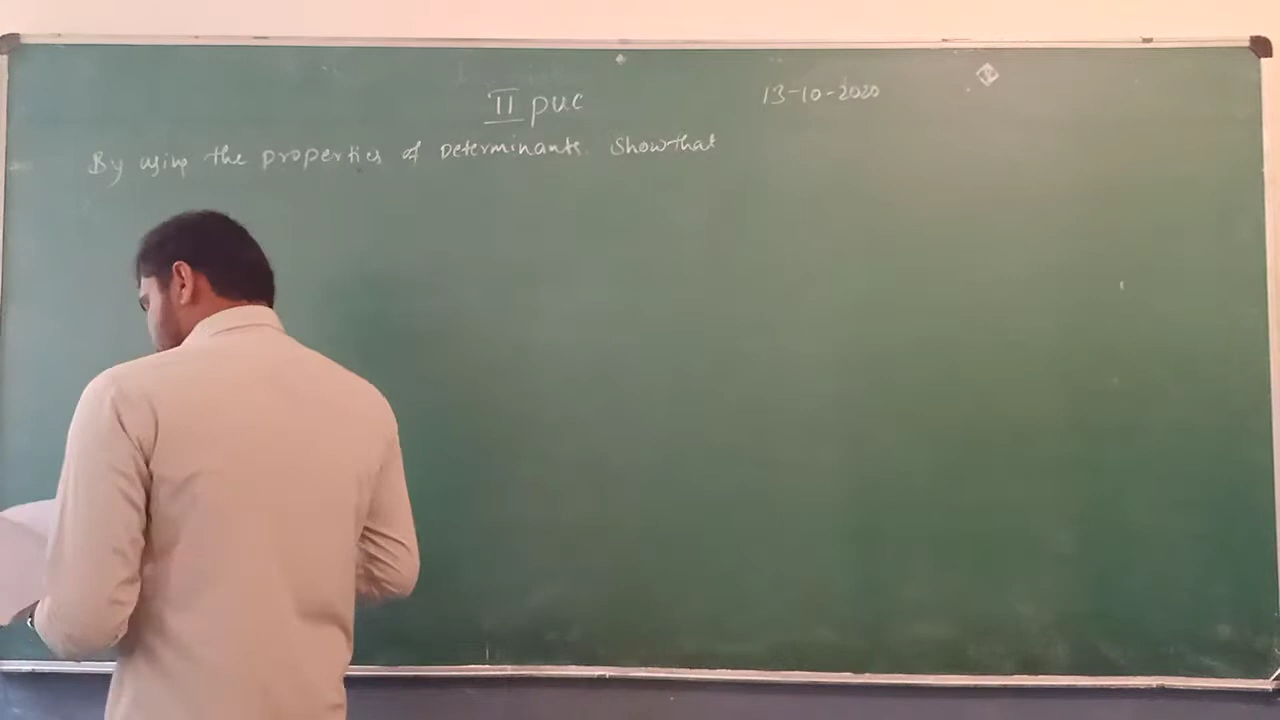 II puc 13-10-2020
By using the properties of Determinants. Show that